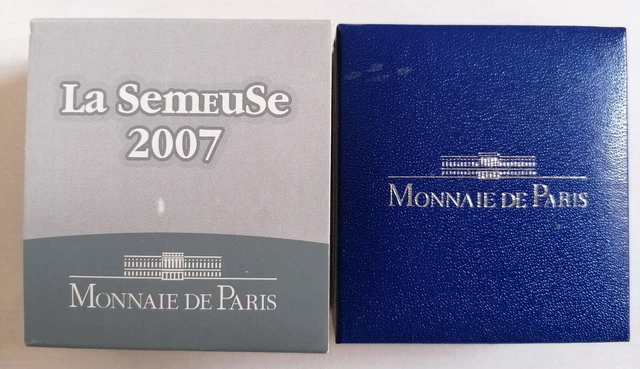 La SemeuSe
2007
MONNAIE DE PARIS
MONNAIE DE PARIS